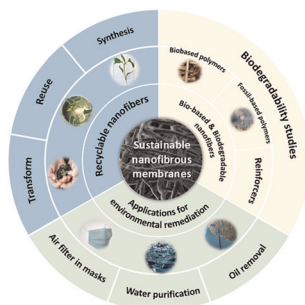 Synthesis
Reuse
Transform
Recyclable nanofibers
Biobased polymers
Fossil-based polymers
Biodegradability studies
Reinforcers
Bio-based & Biodegradable
nanofibers
Sustainable
nanofibrous
membranes
Applications for
environmental remediation
Air filter in masks
Water purification
Oil removal